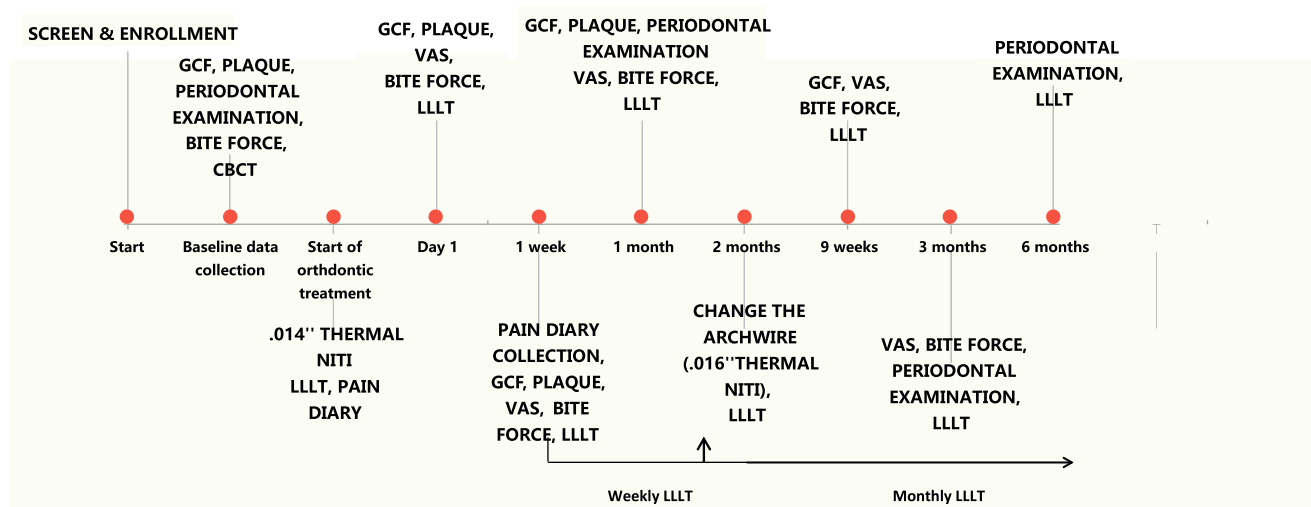 SCREEN & ENROLLMENT
GCF, PLAQUE,
PERIODONTAL
EXAMINATION,
BITE FORCE,
CBCT
GCF, PLAQUE,
VAS,
BITE FORCE,
LLLT
GCF, PLAQUE, PERIODONTAL
EXAMINATION
VAS, BITE FORCE,
LLLT
GCF, VAS,
BITE FORCE,
LLLT
PERIODONTAL
EXAMINATION,
LLLT
Start
Baseline data
collection
Start of
orthdontic
treatment
Day 1
1 week
1 month
2 months
9 weeks
3 months
6 months
.014'' THERMAL
NITI
LLLT, PAIN
DIARY
PAIN DIARY
COLLECTION,
GCF, PLAQUE,
VAS, BITE
FORCE, LLLT
CHANGE THE
ARCHWIRE
(.016''THERMAL
NITI),
LLLT
VAS, BITE FORCE,
PERIODONTAL
EXAMINATION,
LLLT
Weekly LLLT
Monthly LLLT